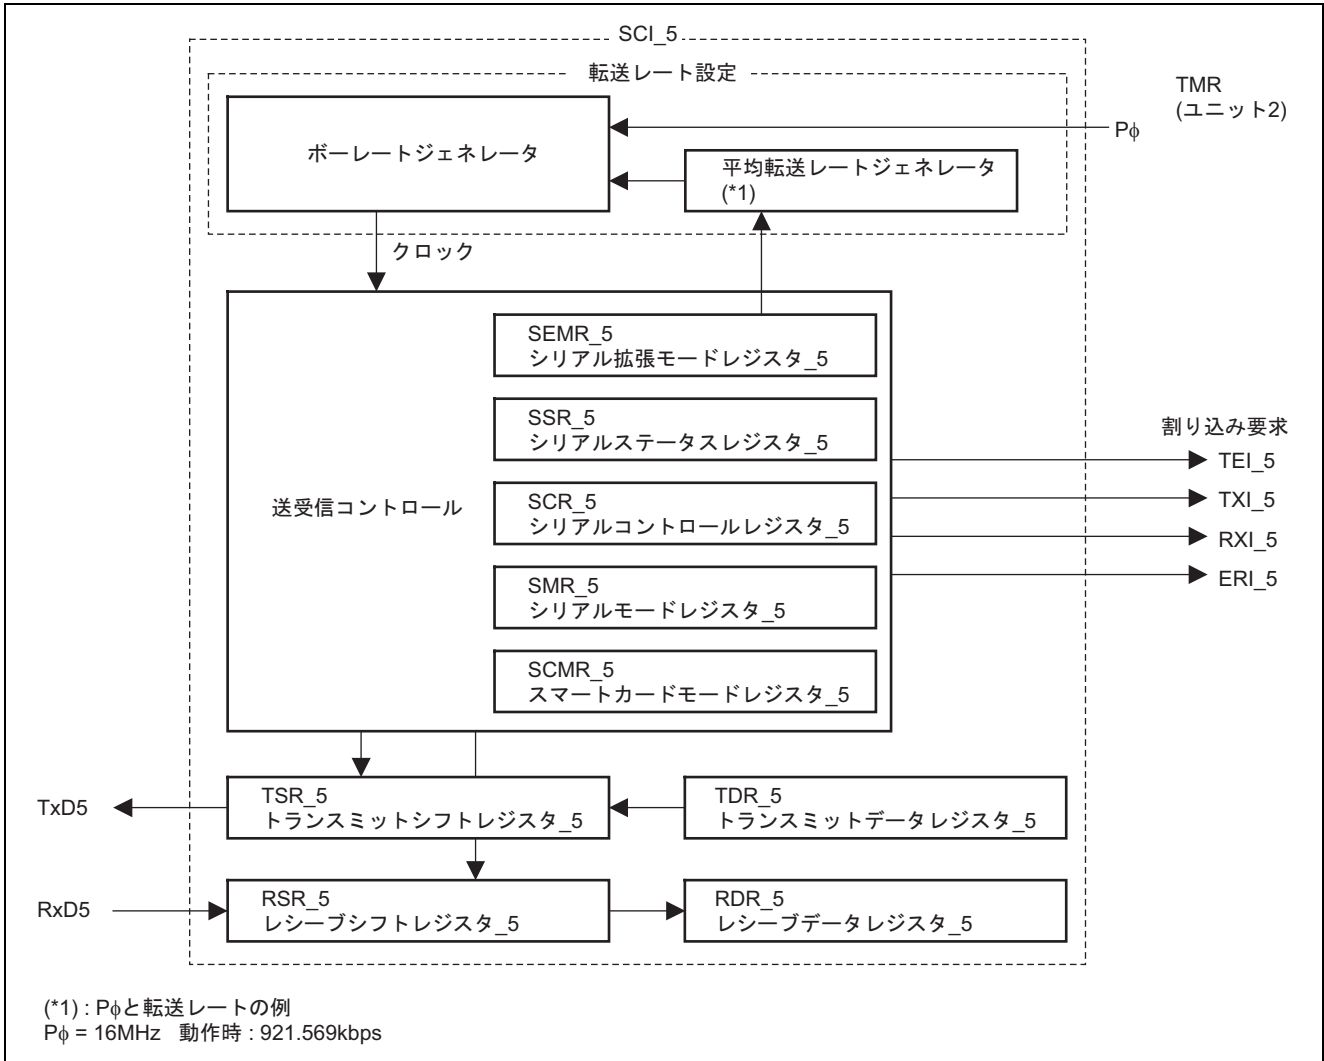 SCI_5
転送レート設定
TMR
(ユニット2)
Pφ
ボーレートジェネレータ
平均転送レートジェネレータ
(*1)
クロック
送受信コントロール
SEMR_5
シリアル拡張モードレジスタ_5
SSR_5
シリアルステータスレジスタ_5
SCR_5
シリアルコントロールレジスタ_5
SMR_5
シリアルモードレジスタ_5
SCMR_5
スマートカードモードレジスタ_5
割り込み要求
TEI_5
TXI_5
RXI_5
ERI_5
TxD5
TSR_5
トランスミットシフトレジスタ_5
TDR_5
トランスミットデータレジスタ_5
RxD5
RSR_5
レシーブシフトレジスタ_5
RDR_5
レシーブデータレジスタ_5
(*1) : Pφと転送レートの例
Pφ = 16MHz 動作時 : 921.569kbps